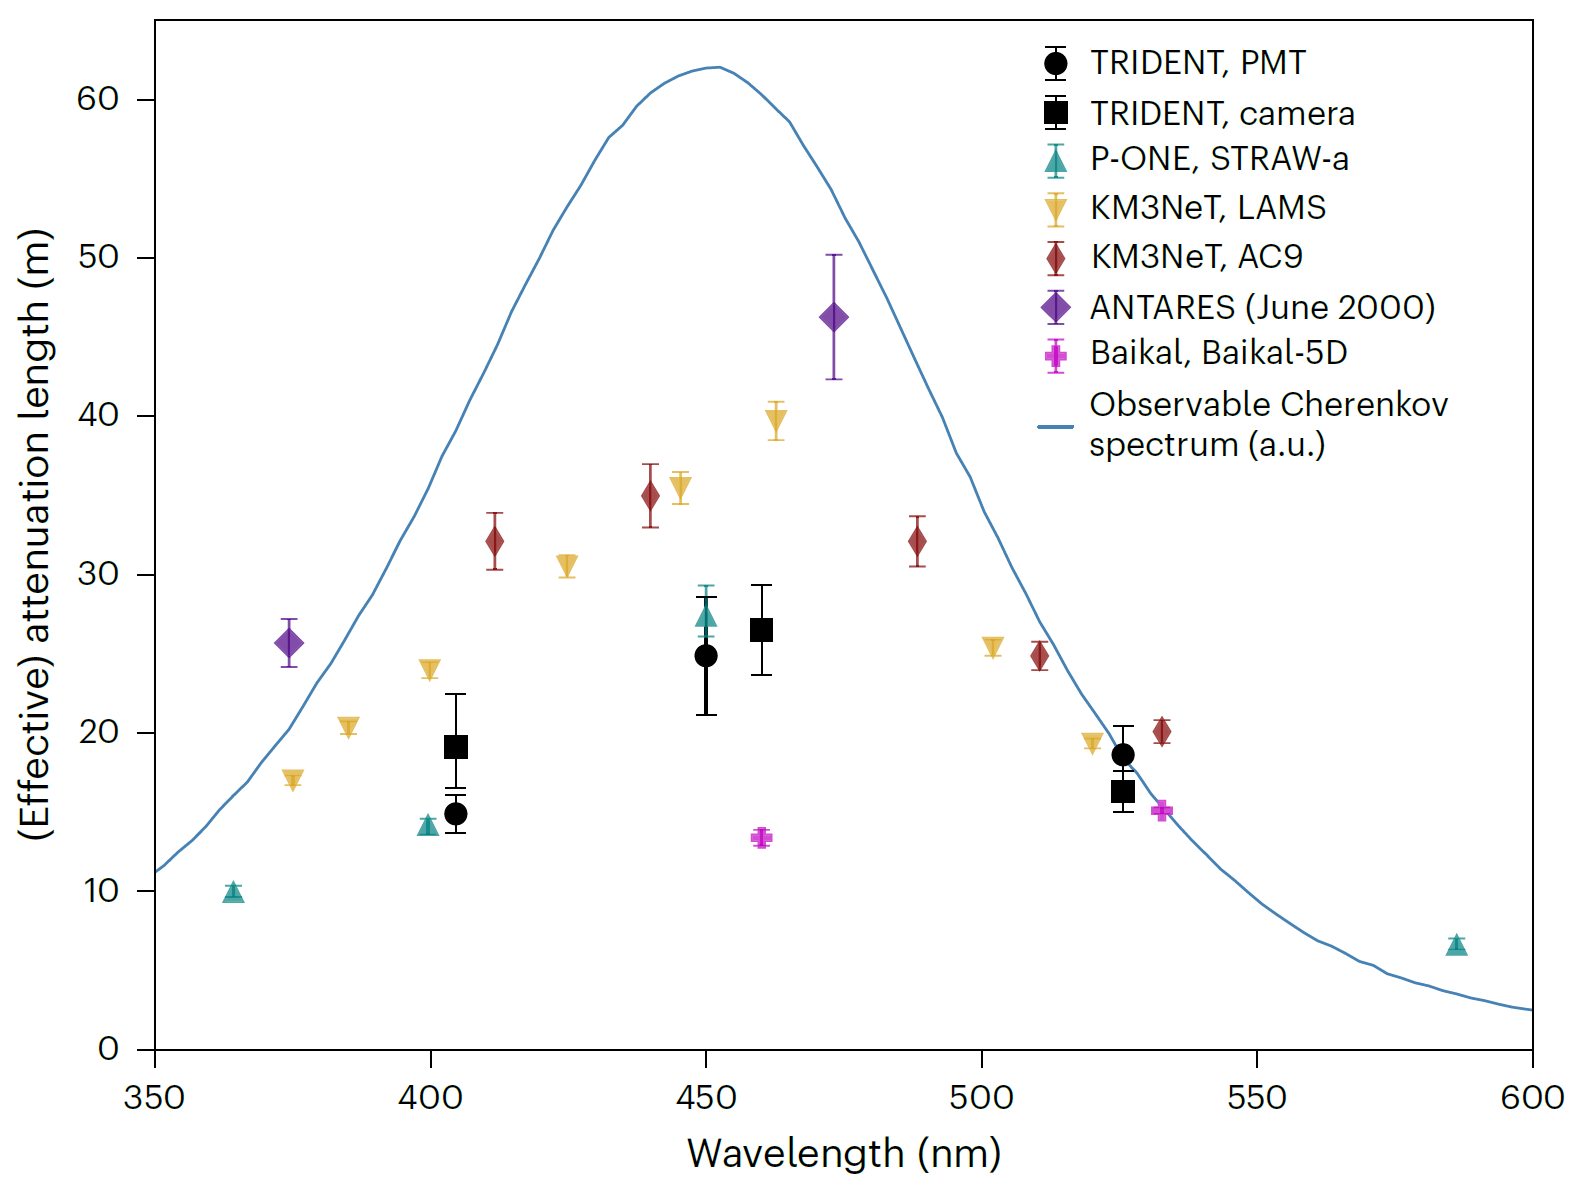 TRIDENT, PMT
TRIDENT, camera
P-ONE, STRAW-a
KM3NeT, LAMS
KM3NeT, AC9
ANTARES (June 2000)
Baikal, Baikal-5D
Observable Cherenkov
spectrum (a.u.)
(Effective) attenuation length (m)
60
50
40
30
20
10
0
350 400 450 500 550 600
Wavelength (nm)